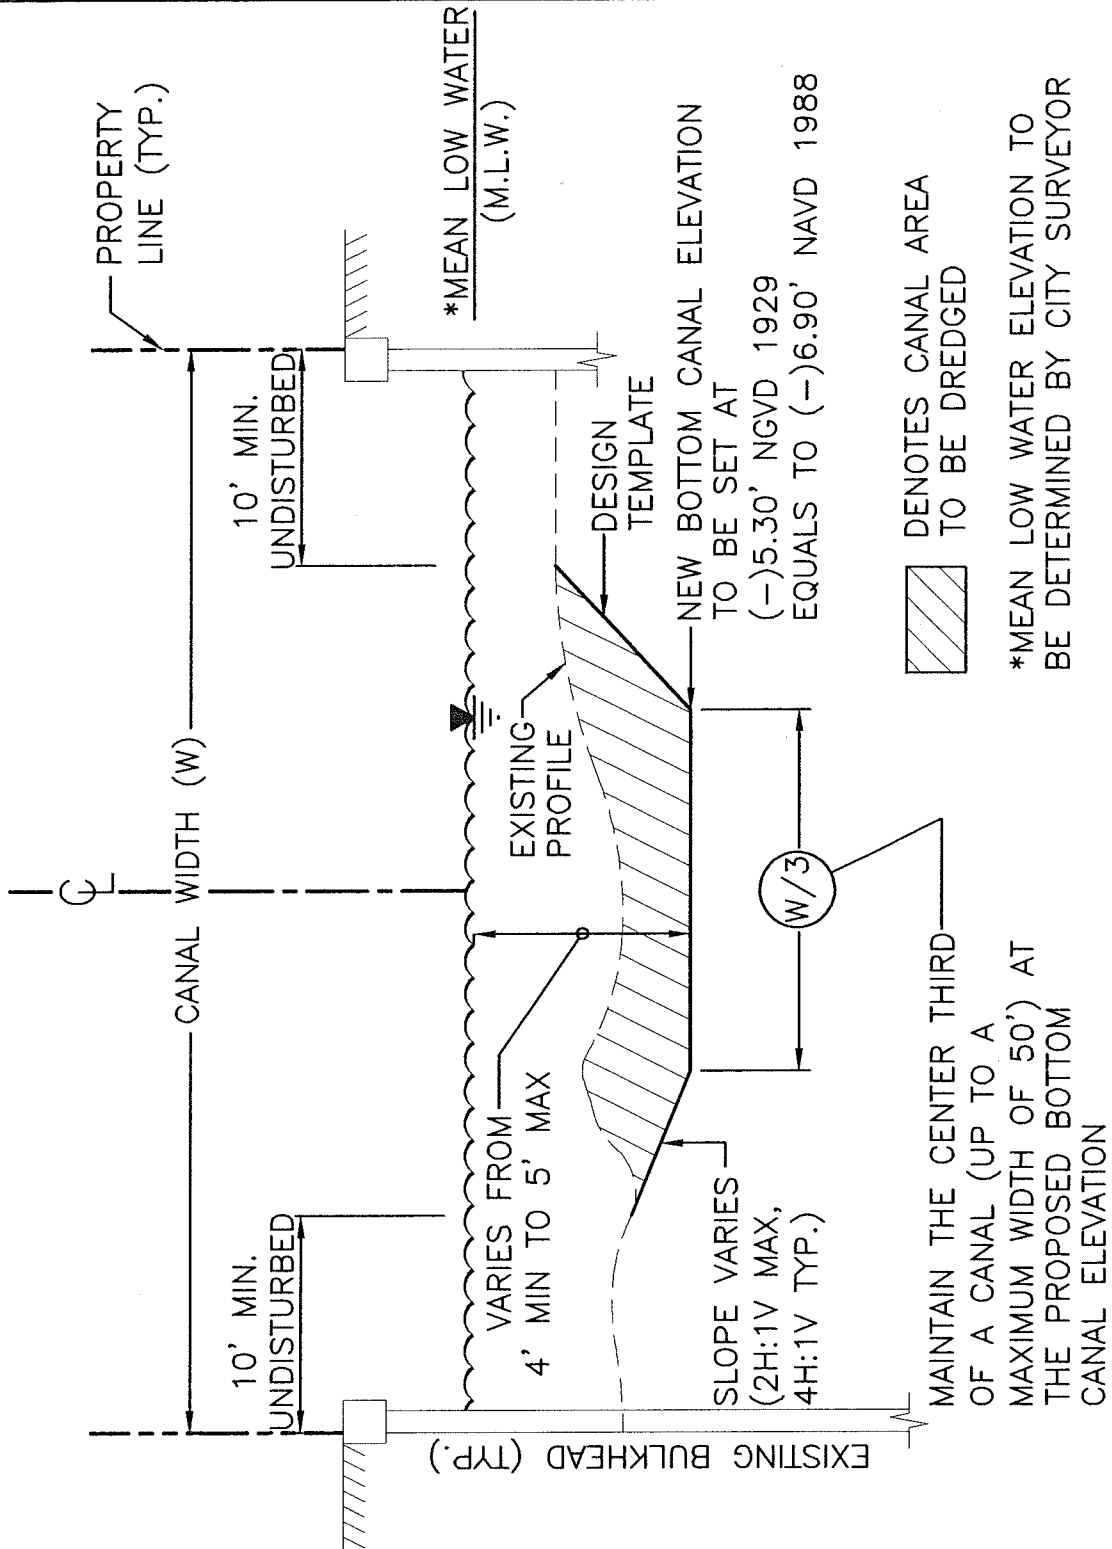 ℄
CANAL WIDTH (W)
PROPERTY
LINE (TYP.)
10' MIN.
UNDISTURBED
10' MIN.
UNDISTURBED
*MEAN LOW WATER
(M.L.W.)
VARIES FROM
4' MIN TO 5' MAX
EXISTING
PROFILE
DESIGN
TEMPLATE
EXISTING BULKHEAD (TYP.)
SLOPE VARIES
(2H:1V MAX,
4H:1V TYP.)
NEW BOTTOM CANAL ELEVATION
TO BE SET AT
(-)5.30' NGVD 1929
EQUALS TO (-)6.90' NAVD 1988
W/3
MAINTAIN THE CENTER THIRD
OF A CANAL (UP TO A
MAXIMUM WIDTH OF 50') AT
THE PROPOSED BOTTOM
CANAL ELEVATION
DENOTES CANAL AREA
TO BE DREDGED
*MEAN LOW WATER ELEVATION TO
BE DETERMINED BY CITY SURVEYOR